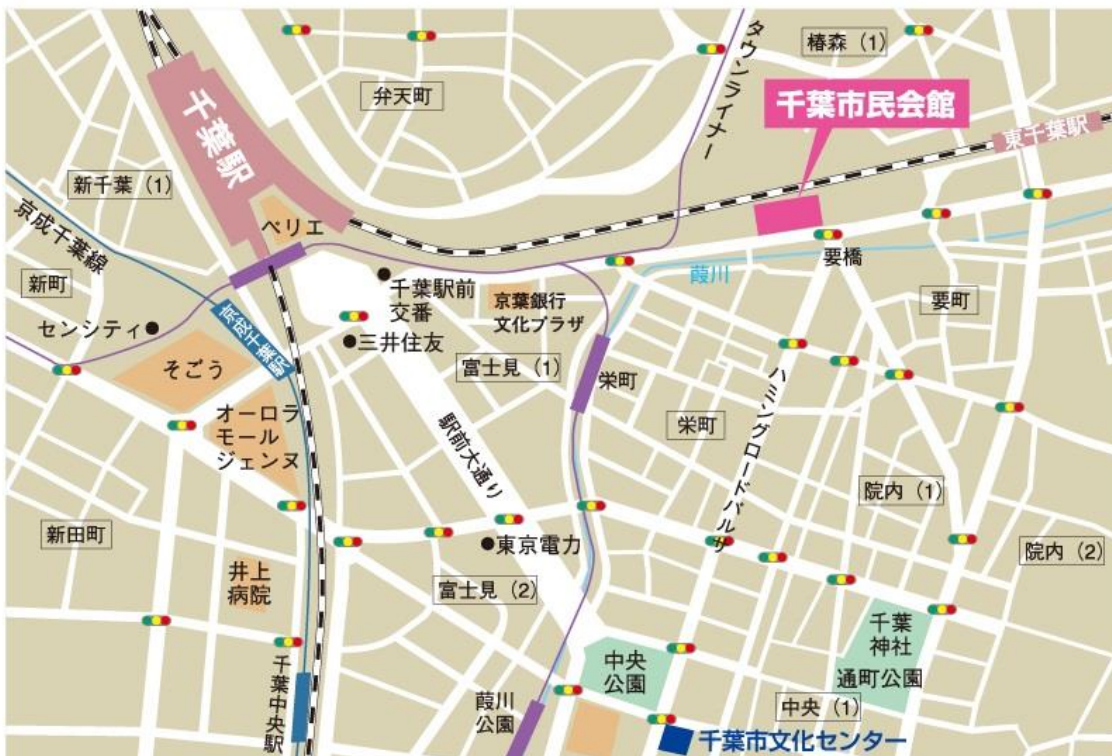 タウンライナー
椿森（1）
弁天町
千葉市民会館
千葉駅
東千葉駅
新千葉（1）
京成千葉線
ペリエ
新町
葭川
要橋
千葉駅前
交番
京葉銀行
文化プラザ
要町
センシティ
京成千葉駅
三井住友
そごう
富士見（1）
栄町
栄町
ハミングロードパルサ
オーロラ
モール
ジェンヌ
駅前大通り
院内（1）
新田町
東京電力
院内（2）
井上
病院
富士見（2）
千葉
神社
中央
公園
通町公園
千葉中央駅
葭川
公園
中央（1）
千葉市文化センター